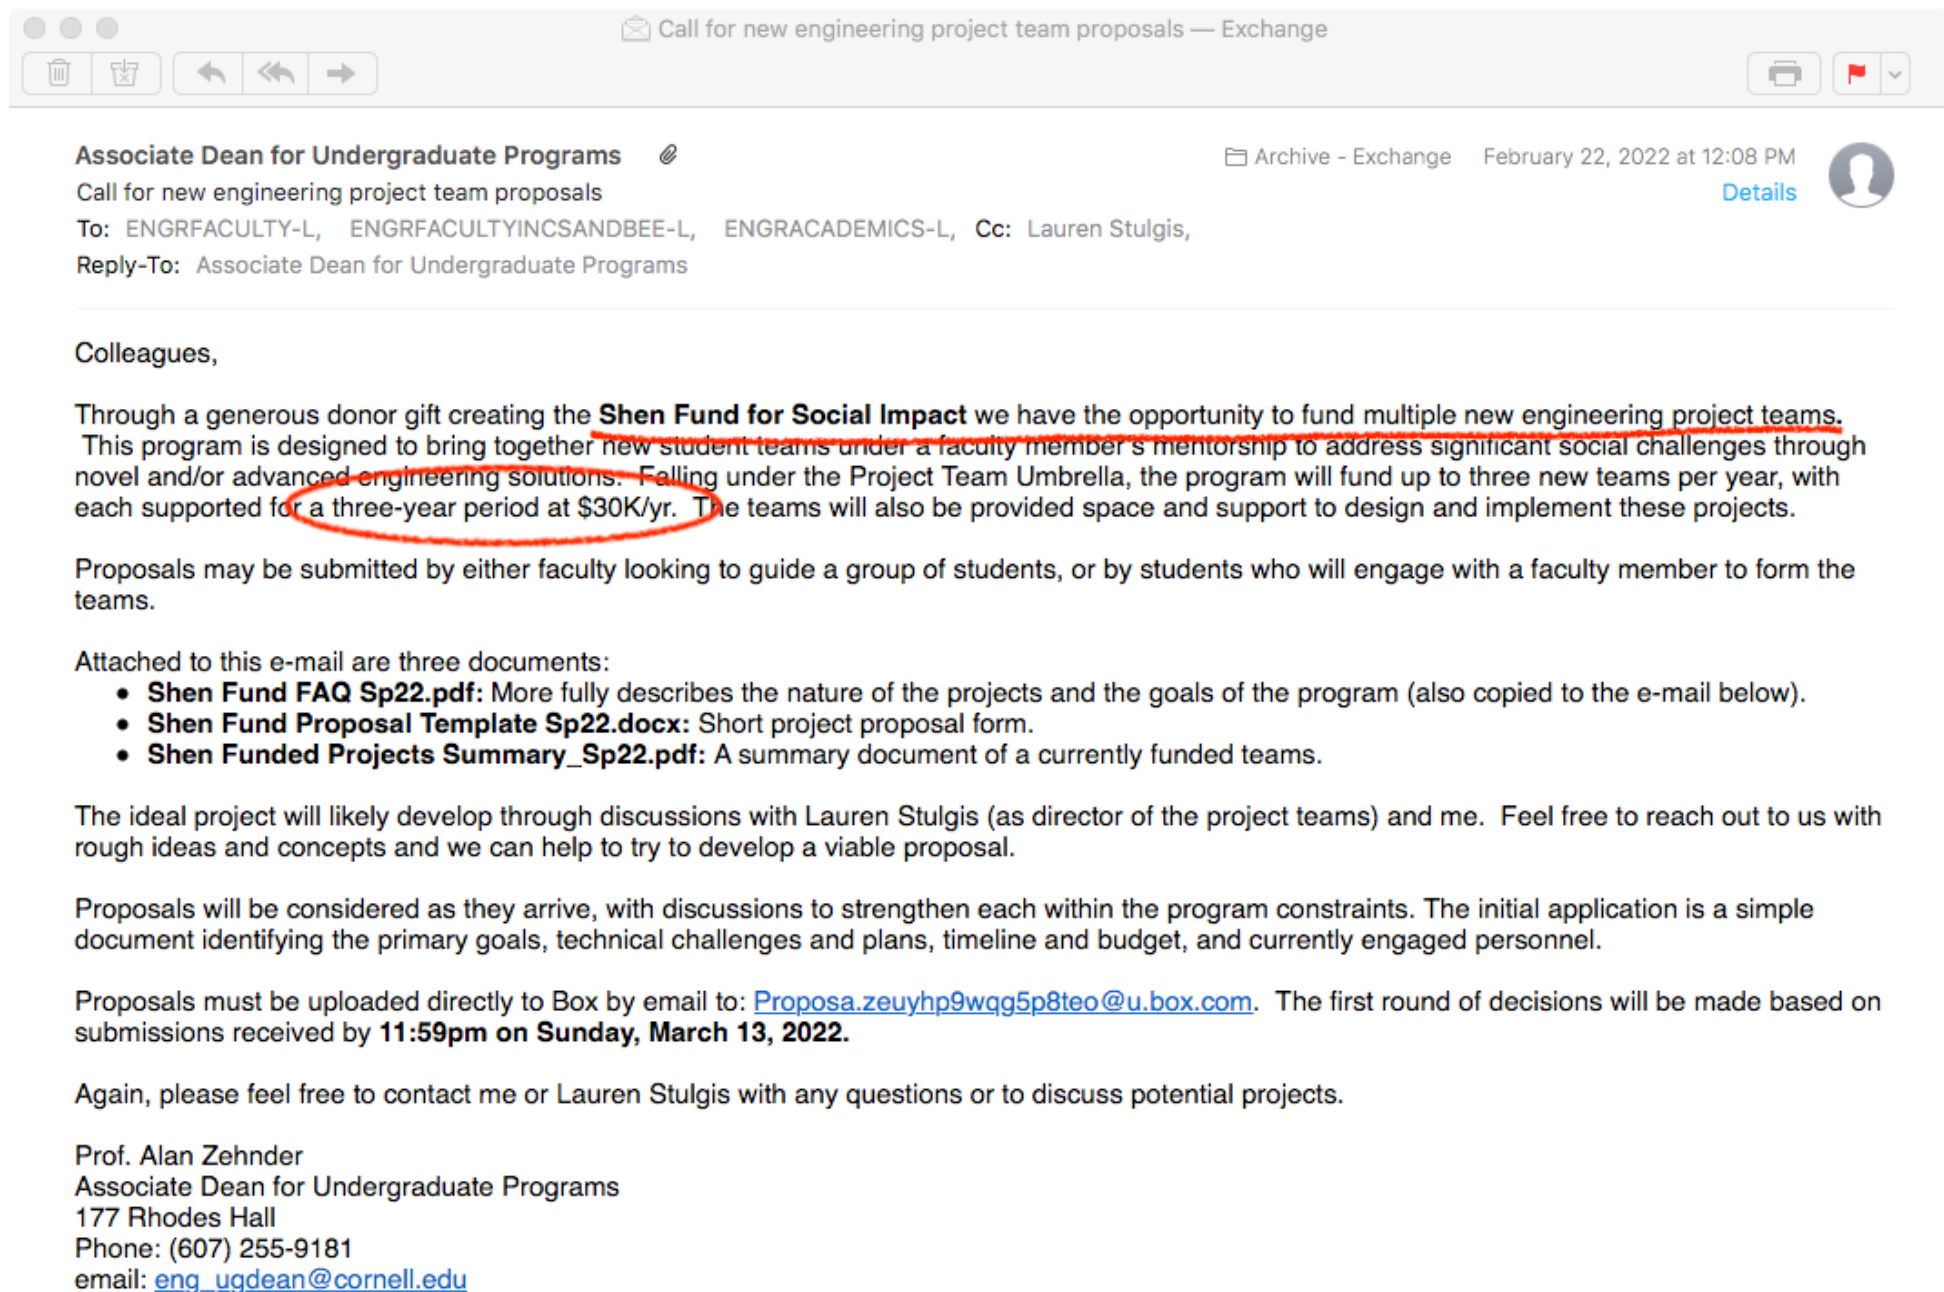 Call for new engineering project team proposals — Exchange
Associate Dean for Undergraduate Programs
Archive - Exchange February 22, 2022 at 12:08 PM
Call for new engineering project team proposals
Details
To: ENGRFACULTY-L, ENGRFACULTYINCSANDBEE-L, ENGRACADEMICS-L, Cc: Lauren Stulgis,
Reply-To: Associate Dean for Undergraduate Programs
Colleagues,
Through a generous donor gift creating the Shen Fund for Social Impact we have the opportunity to fund multiple new engineering project teams.
This program is designed to bring together new student teams under a faculty member's mentorship to address significant social challenges through
novel and/or advanced engineering solutions. Falling under the Project Team Umbrella, the program will fund up to three new teams per year, with
each supported for a three-year period at $30K/yr. The teams will also be provided space and support to design and implement these projects.
Proposals may be submitted by either faculty looking to guide a group of students, or by students who will engage with a faculty member to form the
teams.
Attached to this e-mail are three documents:
• Shen Fund FAQ Sp22.pdf: More fully describes the nature of the projects and the goals of the program (also copied to the e-mail below).
• Shen Fund Proposal Template Sp22.docx: Short project proposal form.
• Shen Funded Projects Summary_Sp22.pdf: A summary document of a currently funded teams.
The ideal project will likely develop through discussions with Lauren Stulgis (as director of the project teams) and me. Feel free to reach out to us with
rough ideas and concepts and we can help to try to develop a viable proposal.
Proposals will be considered as they arrive, with discussions to strengthen each within the program constraints. The initial application is a simple
document identifying the primary goals, technical challenges and plans, timeline and budget, and currently engaged personnel.
Proposals must be uploaded directly to Box by email to: Proposa.zeuyhp9wqg5p8teo@u.box.com. The first round of decisions will be made based on
submissions received by 11:59pm on Sunday, March 13, 2022.
Again, please feel free to contact me or Lauren Stulgis with any questions or to discuss potential projects.
Prof. Alan Zehnder
Associate Dean for Undergraduate Programs
177 Rhodes Hall
Phone: (607) 255-9181
email: eng_ugdean@cornell.edu